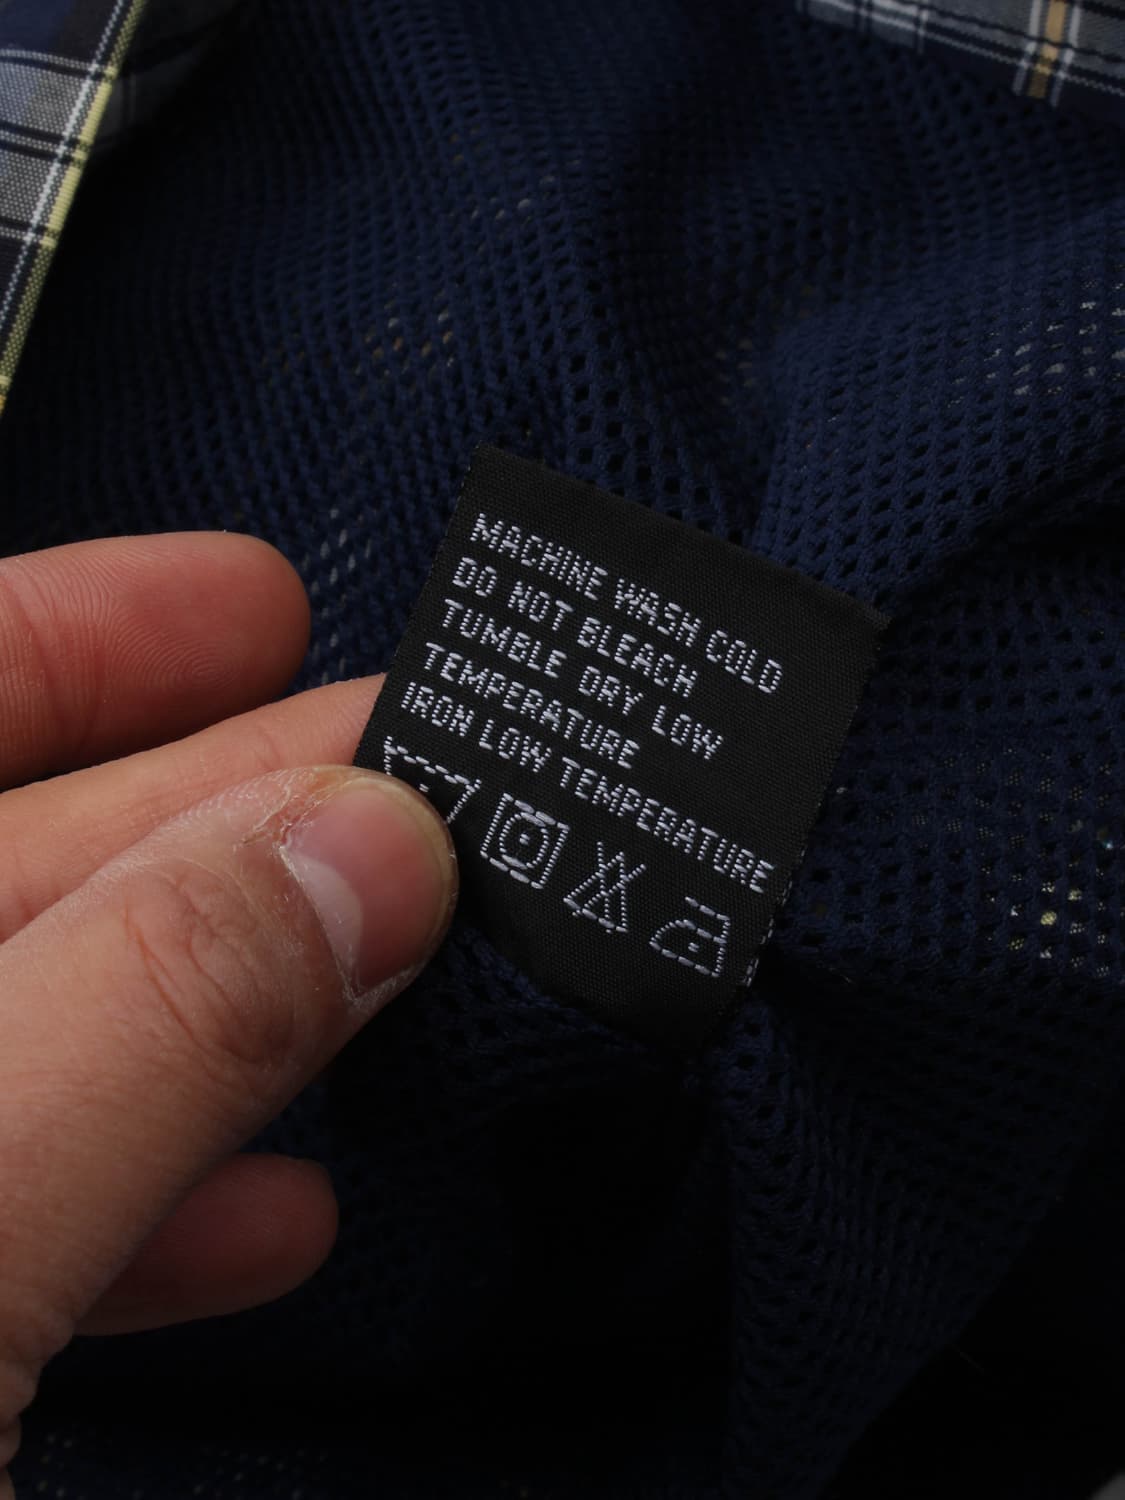 MACHINE WASH COLD
DO NOT BLEACH
TUMBLE DRY LOW
TEMPERATURE
IRON LOW TEMPERATURE